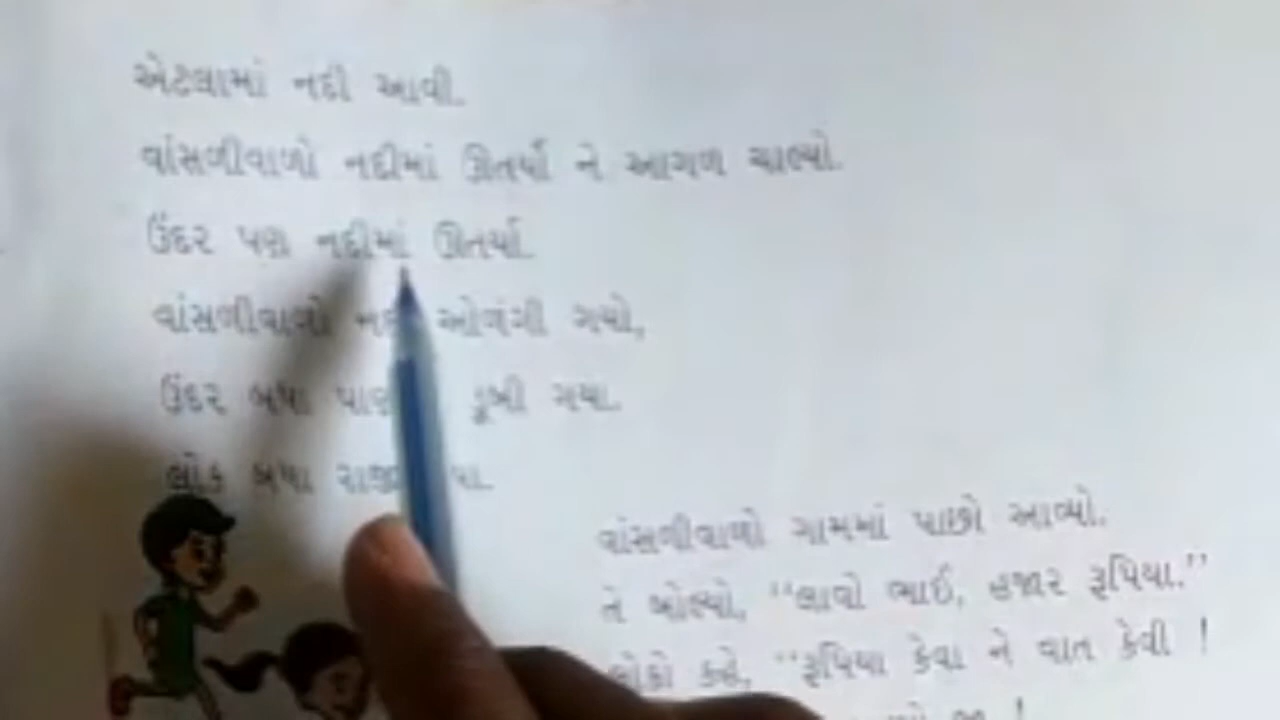 એટલામાં નદી આવી.
વાંસળીવાળો નદીમાં ઊતર્યો ને આગળ ચાલ્યો.
ઉંદર પણ નદીમાં ઊતર્યા.
વાંસળીવાળો ઓળંગી ગયો,
ઉંદર બધા ડૂબી ગયા.
લોક બધા રાજી
વાંસળીવાળો ગામમાં પાછો આવ્યો.
તે બોલ્યો, “લાવો ભાઈ, હજાર રૂપિયા.”
લોકો કહે, “રૂપિયા કેવા ને વાત કેવી !